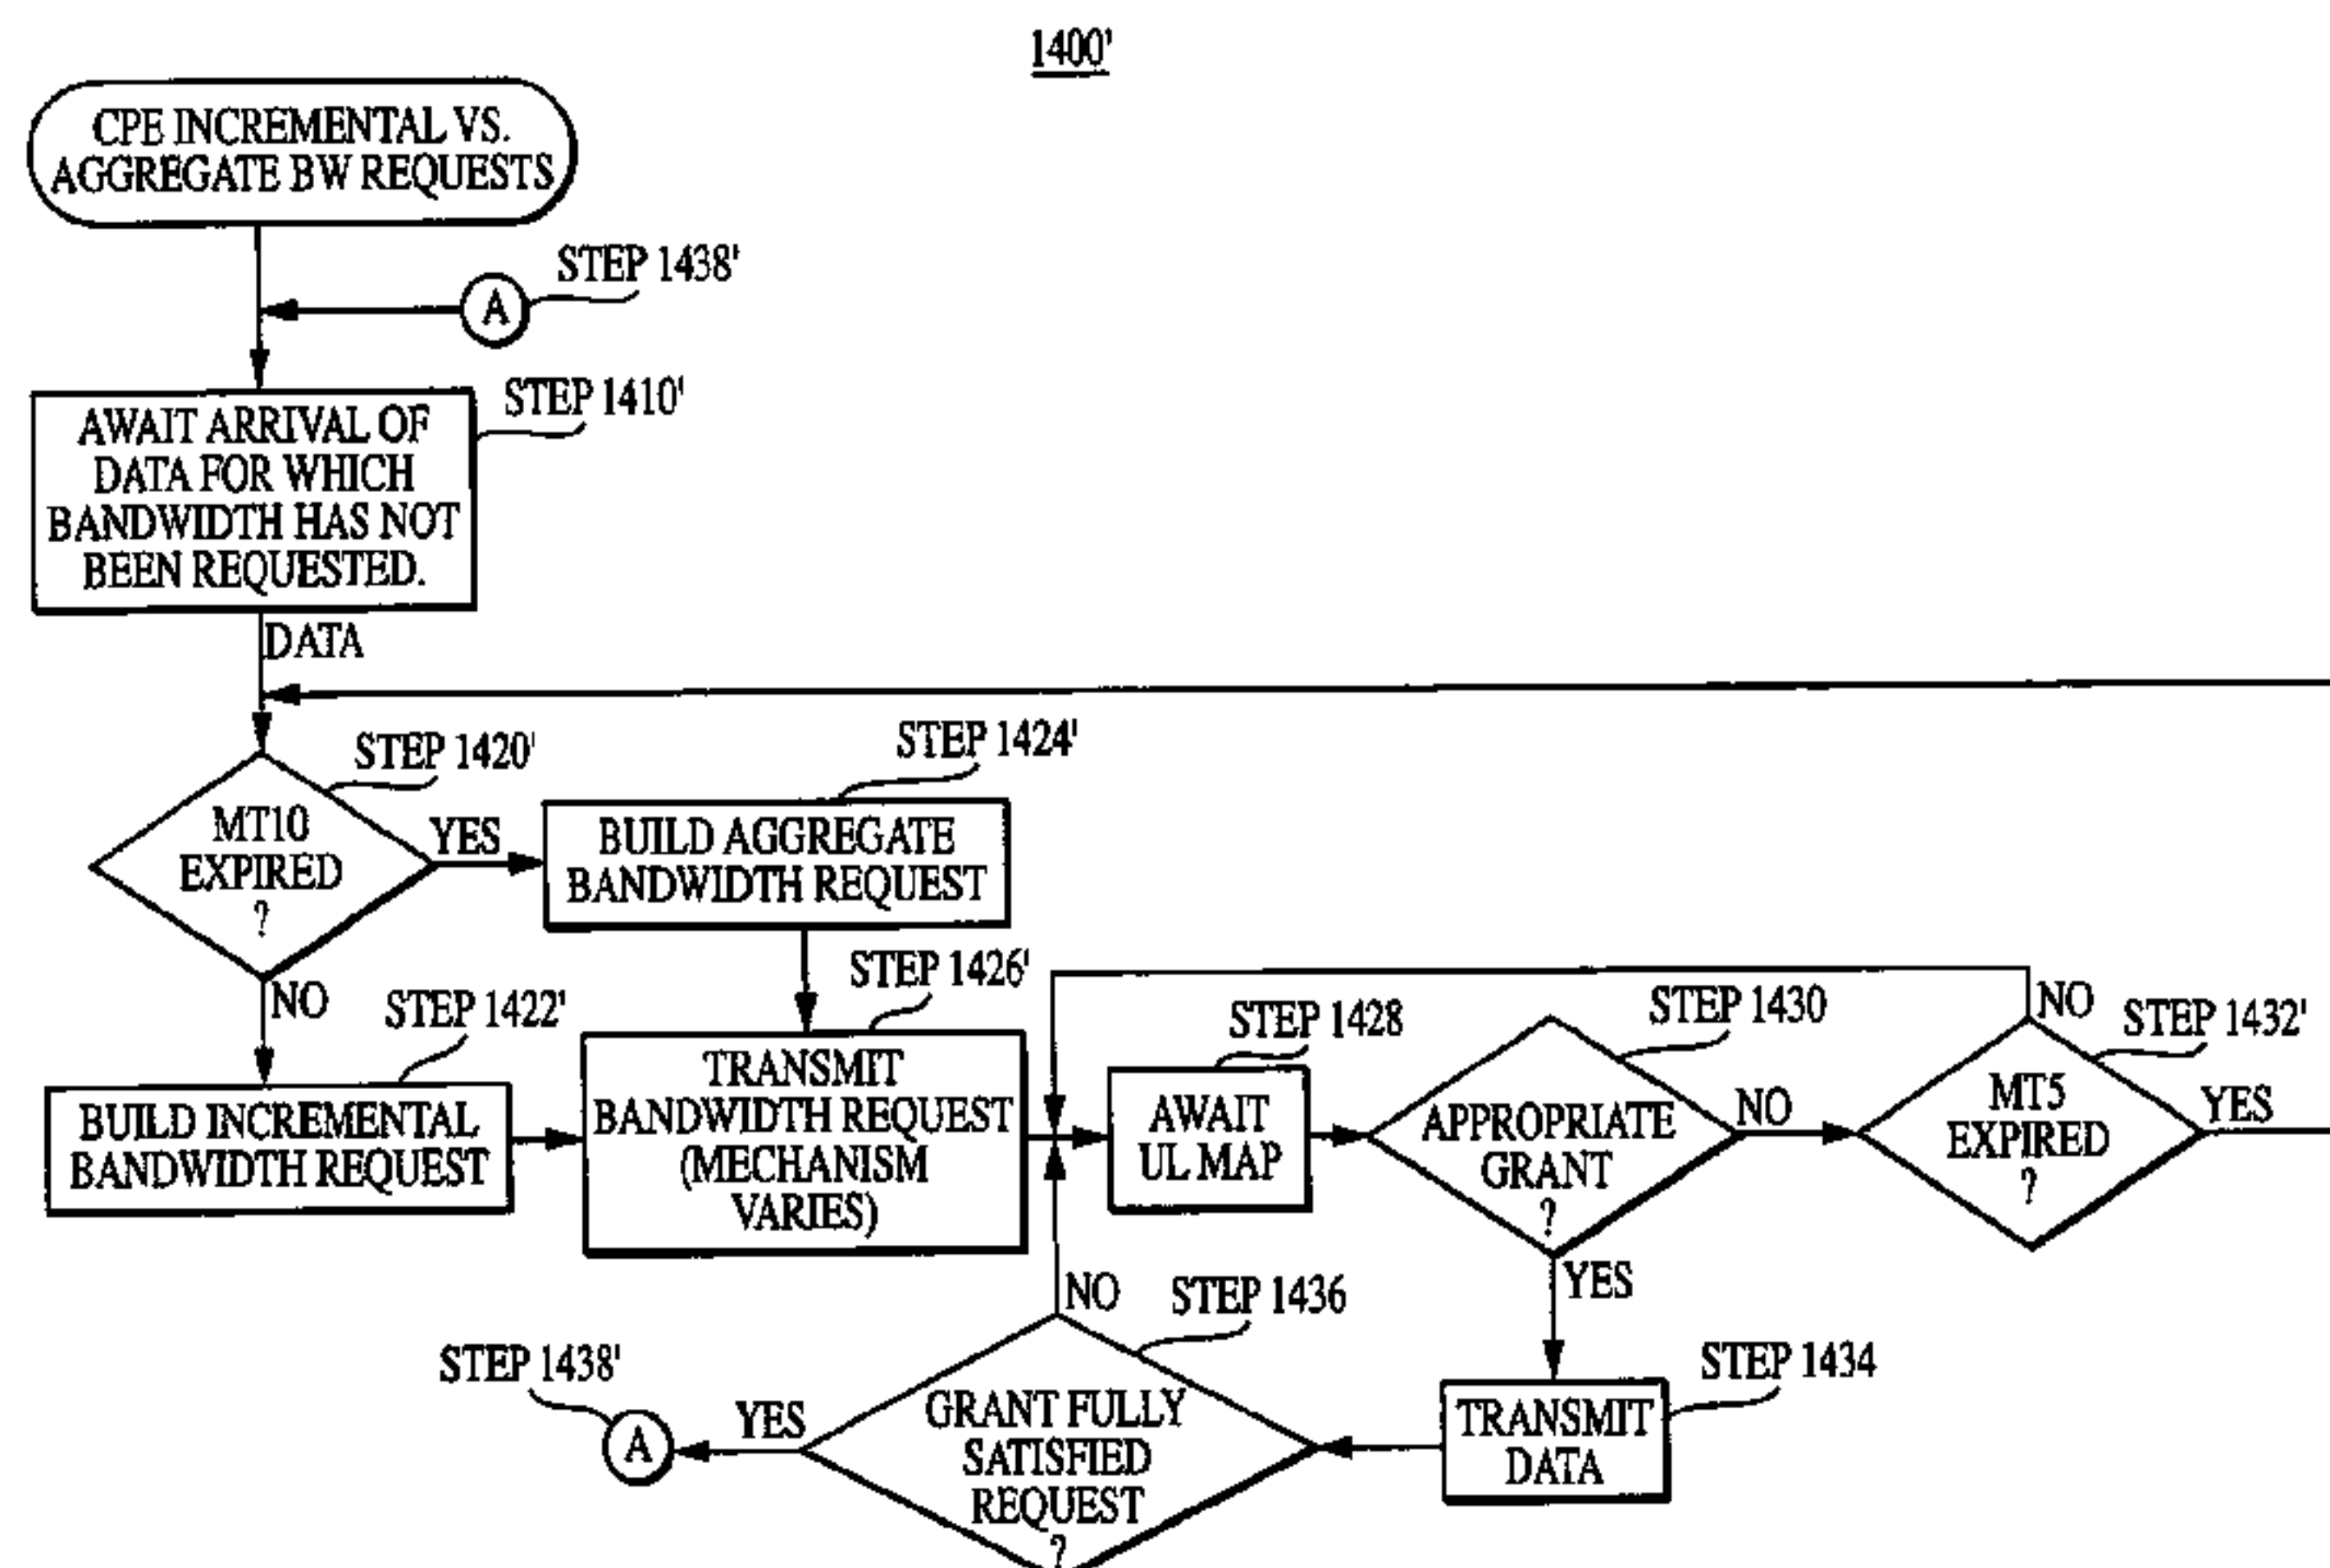 1400'
CPE INCREMENTAL VS.
AGGREGATE BW REQUESTS
STEP 1438'
A
STEP 1410'
AWAIT ARRIVAL OF
DATA FOR WHICH
BANDWIDTH HAS NOT
BEEN REQUESTED.
DATA
STEP 1420'
MT10
EXPIRED
?
YES
NO
STEP 1424'
BUILD AGGREGATE
BANDWIDTH REQUEST
STEP 1422'
BUILD INCREMENTAL
BANDWIDTH REQUEST
STEP 1426'
TRANSMIT
BANDWIDTH REQUEST
(MECHANISM
VARIES)
STEP 1428
AWAIT
UL MAP
STEP 1430
APPROPRIATE
GRANT
?
NO
YES
STEP 1432'
MT5
EXPIRED
?
NO
YES
STEP 1434
TRANSMIT
DATA
STEP 1436
GRANT FULLY
SATISFIED
REQUEST
?
NO
YES
STEP 1438'
A